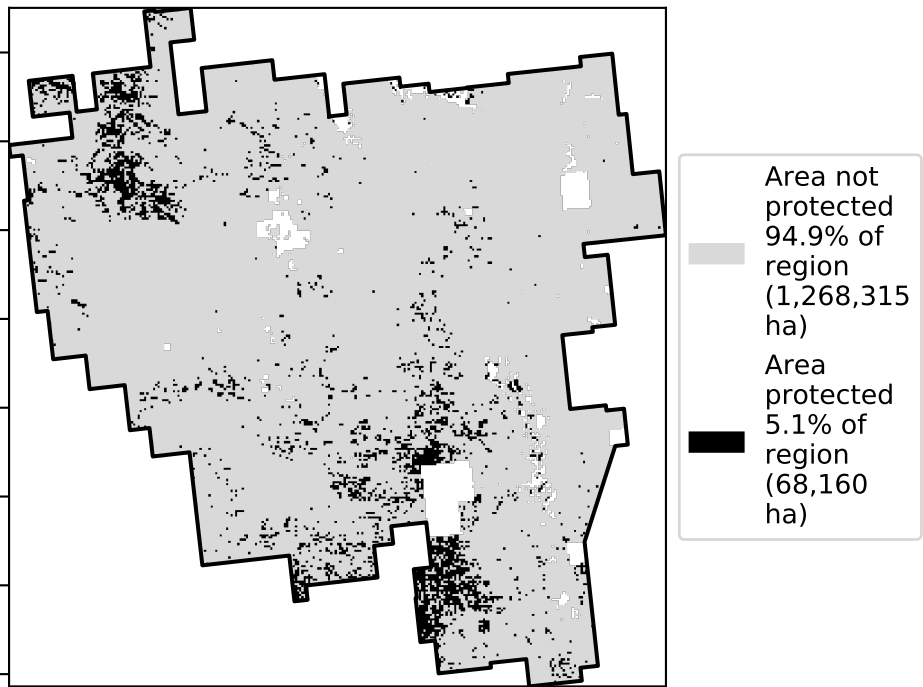 Area not
protected
94.9% of
region
(1,268,315
ha)
Area
protected
5.1% of
region
(68,160
ha)